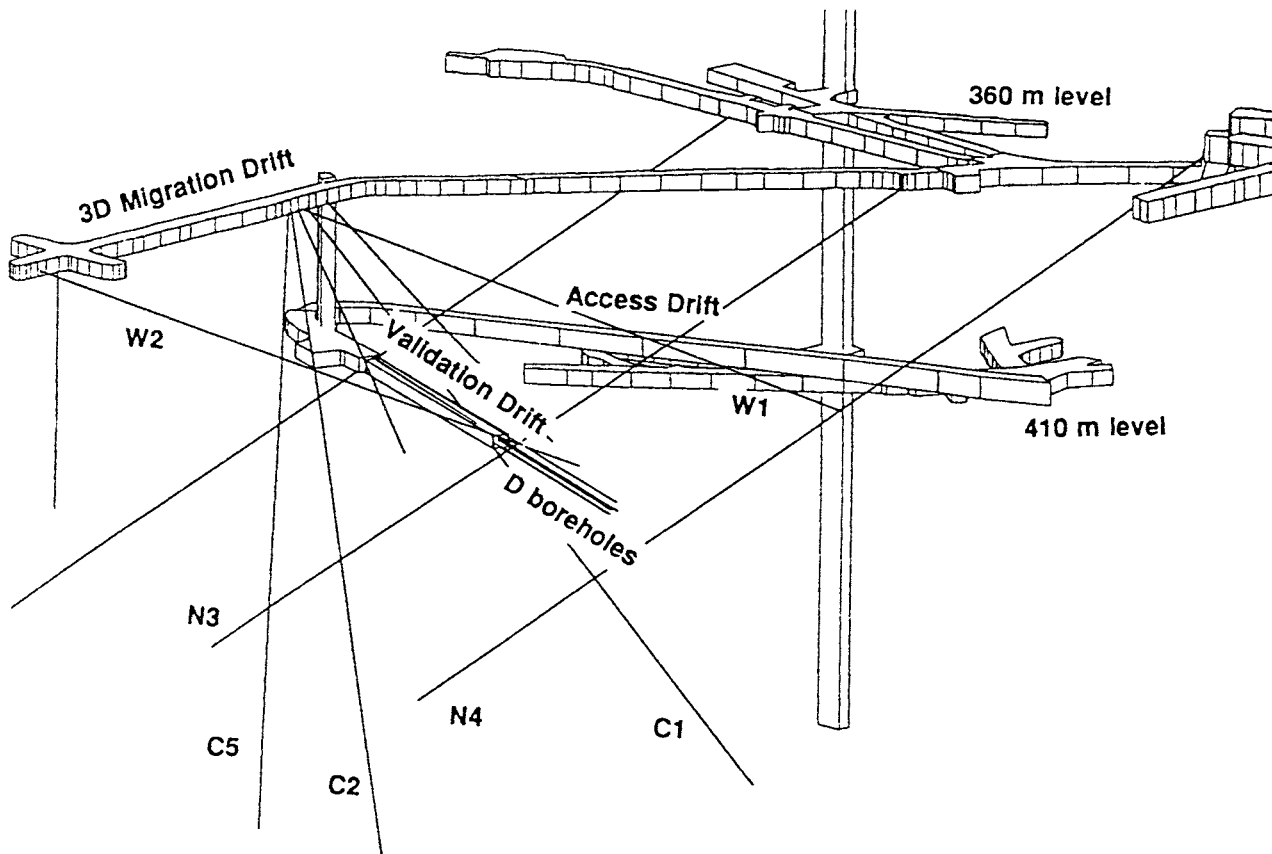 360 m level
3D Migration Drift
Access Drift
W2
Validation Drift
W1
410 m level
D boreholes
N3
N4
C1
C5
C2